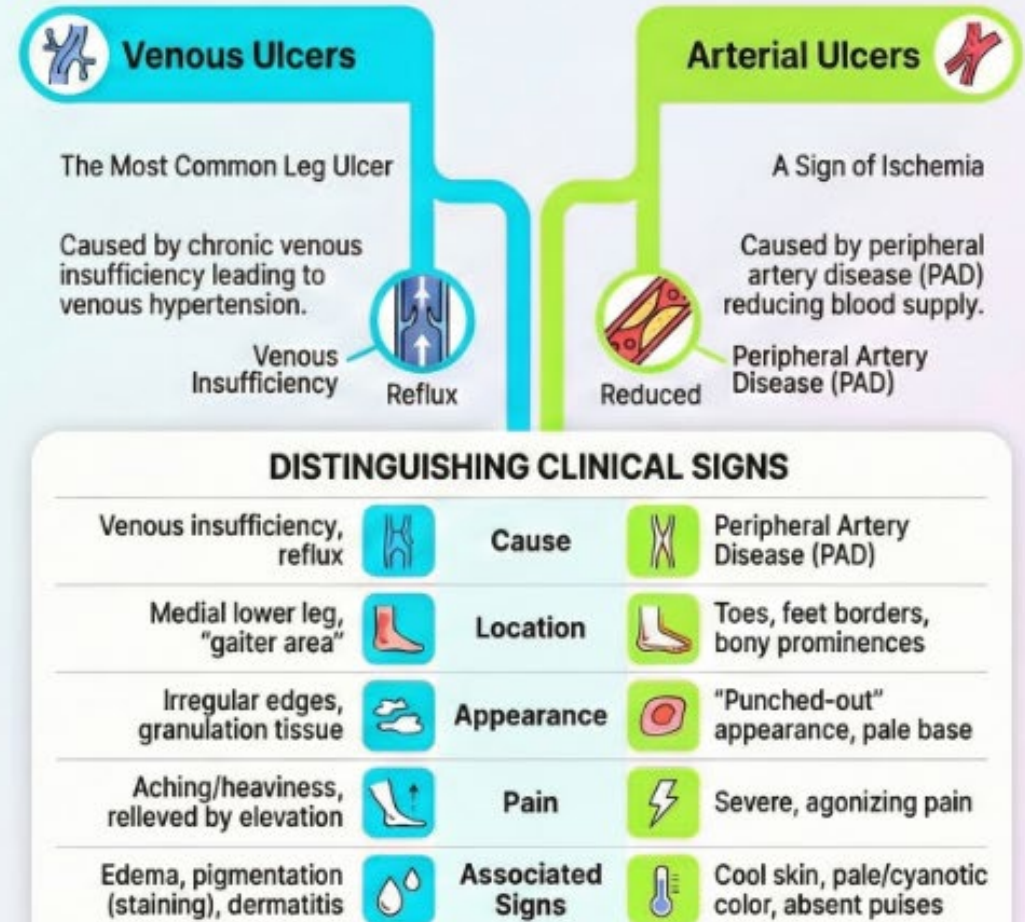 Venous Ulcers
Arterial Ulcers
The Most Common Leg Ulcer
A Sign of Ischemia
Caused by chronic venous
insufficiency leading to
venous hypertension.
Caused by peripheral
artery disease (PAD)
reducing blood supply.
Venous
Insufficiency
Reflux
Reduced
Peripheral Artery
Disease (PAD)
DISTINGUISHING CLINICAL SIGNS
Venous insufficiency,
reflux
Cause
Peripheral Artery
Disease (PAD)
Medial lower leg,
"gaiter area"
Location
Toes, feet borders,
bony prominences
Irregular edges,
granulation tissue
Appearance
"Punched-out"
appearance, pale base
Aching/heaviness,
relleved by elevation
Pain
Severe, agonizing pain
Edema, pigmentation
(staining), dermatitis
Associated
Signs
Cool skin, pale/cyanotic
color, absent puises